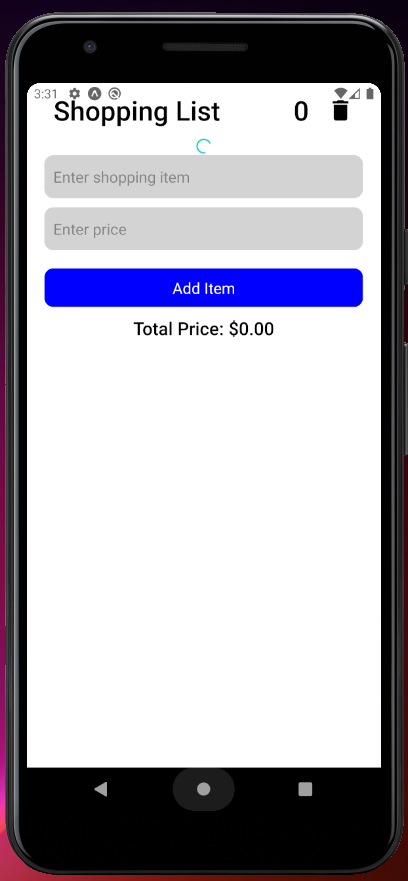 3:31
Shopping List 0
Enter shopping item
Enter price
Add Item
Total Price: $0.00